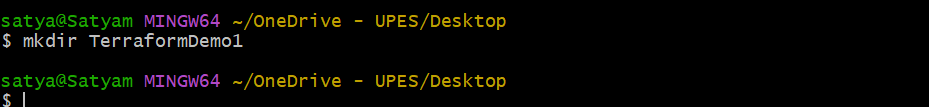 satya@Satyam MINGW64 ~/OneDrive - UPES/Desktop
$ mkdir TerraformDemo1
satya@Satyam MINGW64 ~/OneDrive - UPES/Desktop
$